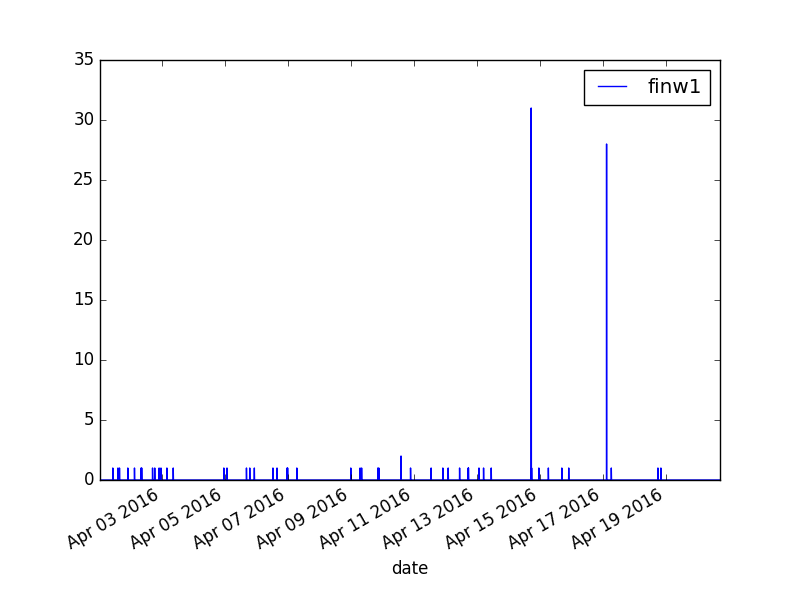 35
finw1
30
25
20
15
10
5
0
Apr 03 2016
Apr 05 2016
Apr 07 2016
Apr 09 2016
Apr 11 2016
Apr 13 2016
Apr 15 2016
Apr 17 2016
Apr 19 2016
date